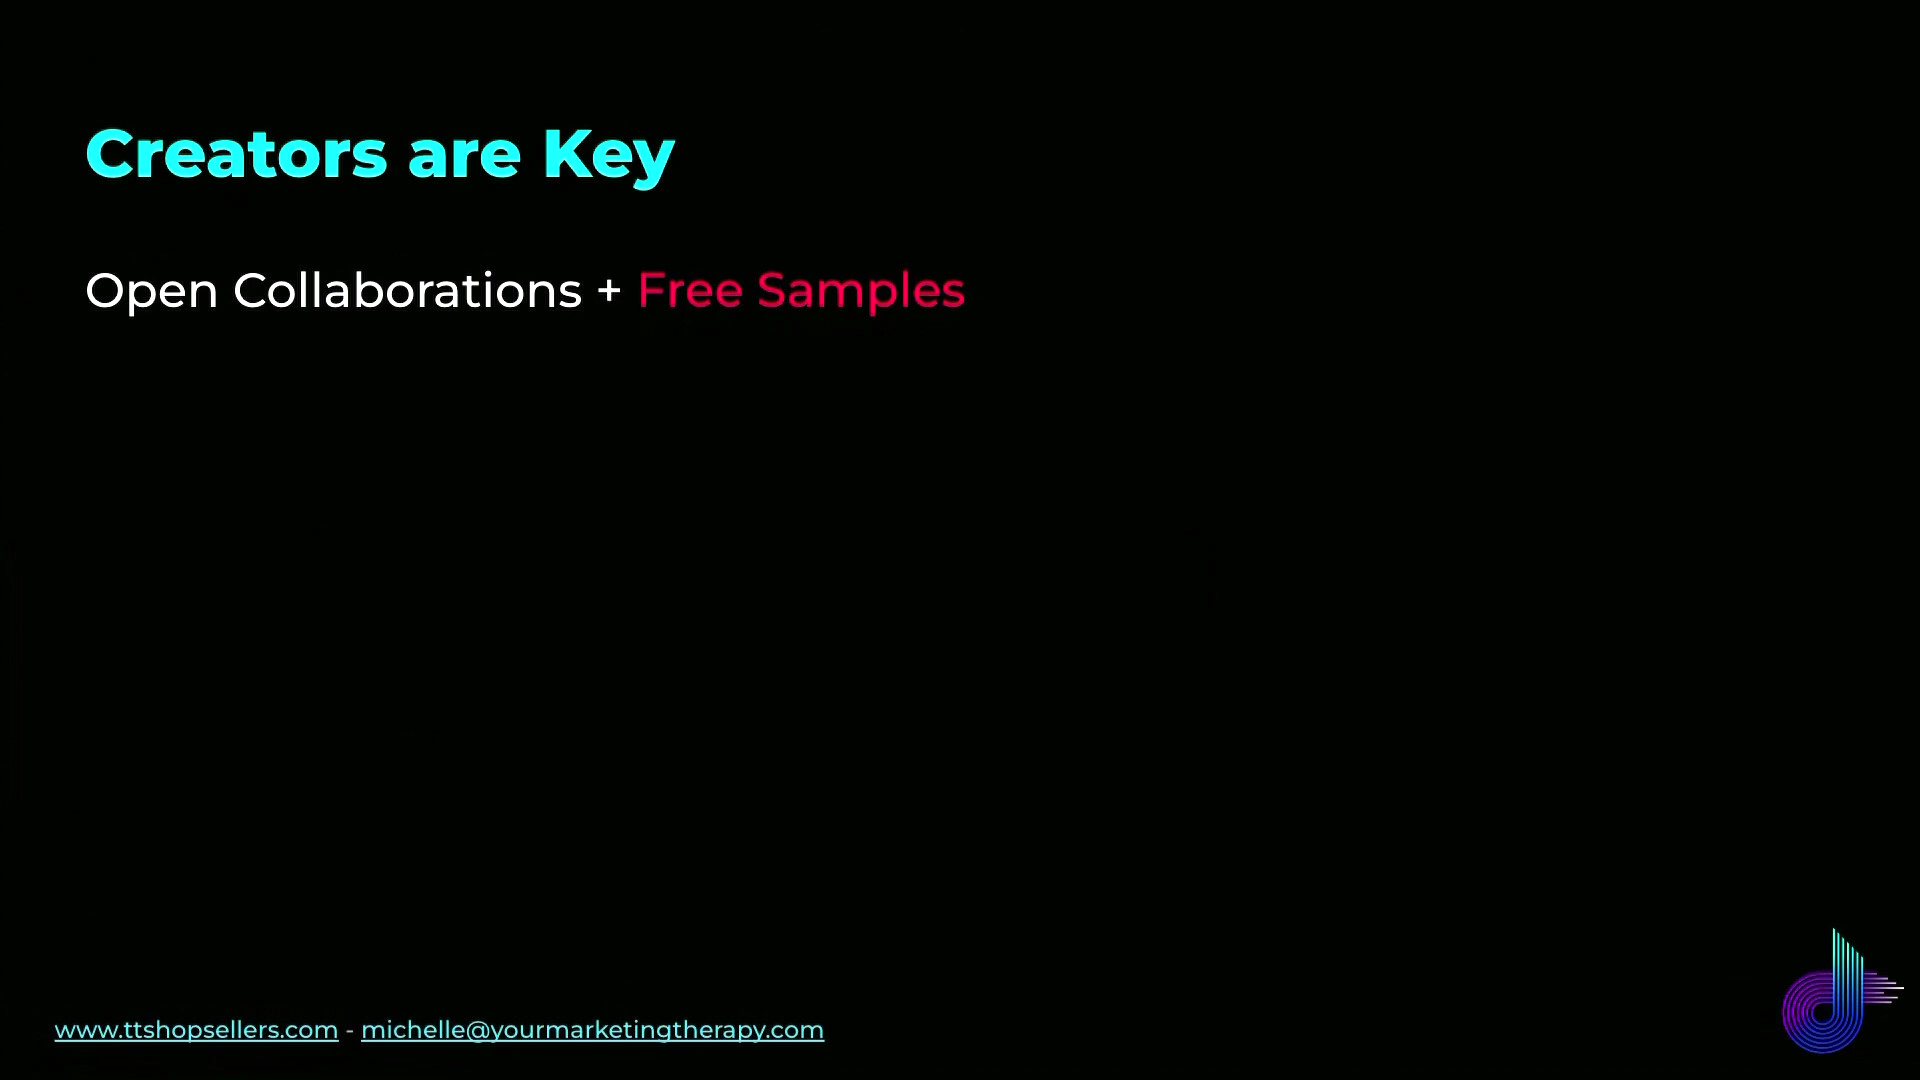 Creators are Key
Open Collaborations + Free Samples
www.ttshopsellers.com - michelle@yourmarketingtherapy.com